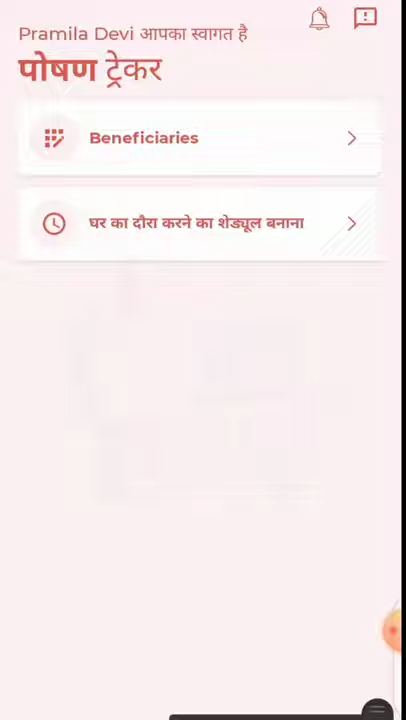 Pramila Devi आपका स्वागत है
पोषण ट्रेकर
Beneficiaries
घर का दौरा करने का शेड्यूल बनाना